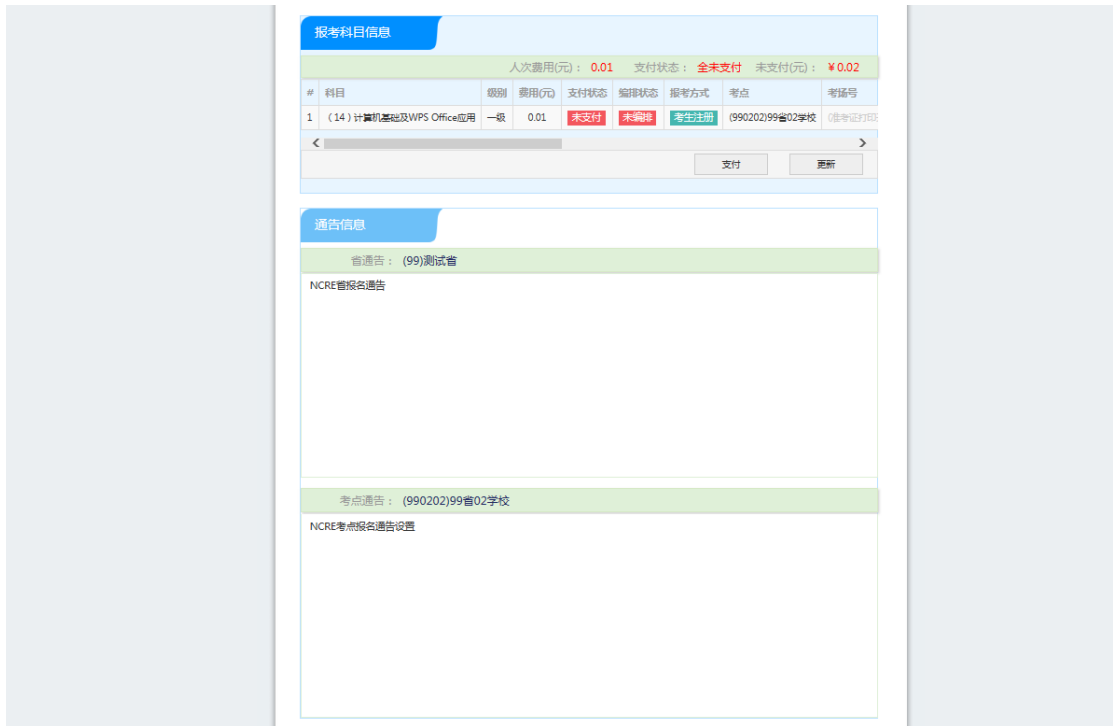 报考科目信息
人次费用(元)： 0.01 支付状态： 全未支付 未支付(元)： ¥0.02
# 科目 级别 费用(元) 支付状态 编排状态 报考方式 考点 考场号
1 （14）计算机基础及WPS Office应用 一级 0.01 未支付 未编排 考生注册 (990202)99省02学校 (准考证打印
支付 更新
通告信息
省通告： (99)测试省
NCRE省报名通告
考点通告： (990202)99省02学校
NCRE考点报名通告设置